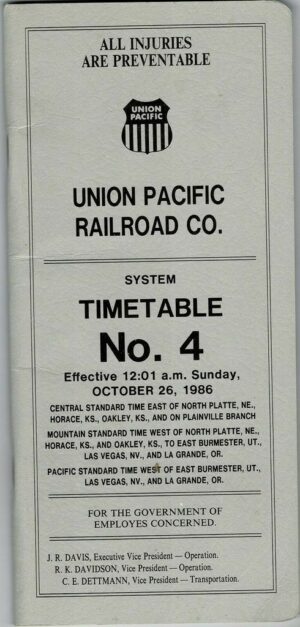 ALL INJURIES
ARE PREVENTABLE
UNION
PACIFIC
UNION PACIFIC
RAILROAD CO.
SYSTEM
TIMETABLE
No. 4
Effective 12:01 a.m. Sunday,
OCTOBER 26, 1986
CENTRAL STANDARD TIME EAST OF NORTH PLATTE, NE.,
HORACE, KS., OAKLEY, KS., AND ON PLAINVILLE BRANCH
MOUNTAIN STANDARD TIME WEST OF NORTH PLATTE, NE.,
HORACE, KS., AND OAKLEY, KS., TO EAST BURMESTER, UT.,
LAS VEGAS, NV., AND LA GRANDE, OR.
PACIFIC STANDARD TIME WEST OF EAST BURMESTER, UT.,
LAS VEGAS, NV., AND LA GRANDE, OR.
FOR THE GOVERNMENT OF
EMPLOYES CONCERNED.
J. R. DAVIS, Executive Vice President — Operation.
R. K. DAVIDSON, Vice President — Operation.
C. E. DETTMANN, Vice President — Transportation.